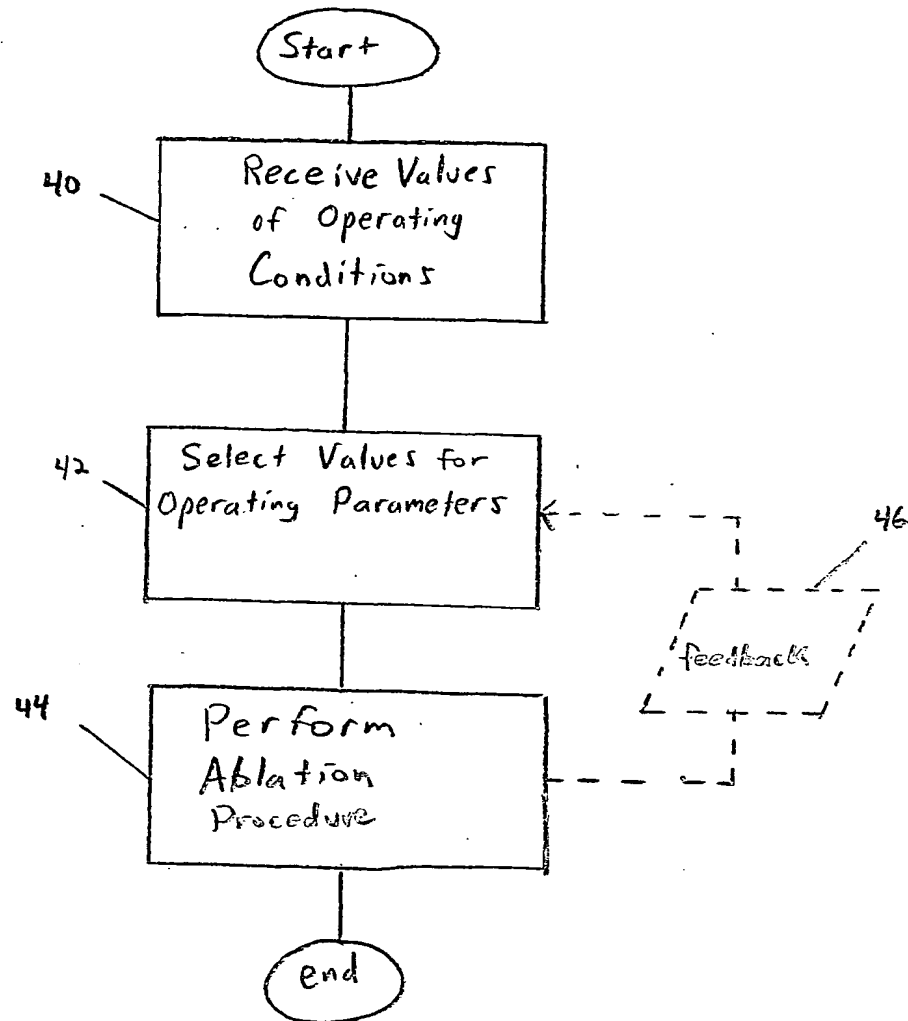 Start
40
Receive Values
of Operating
Conditions
42
Select Values for
Operating Parameters
46
feedback
44
Perform
Ablation
Procedure
end